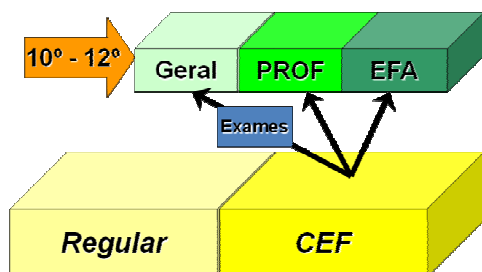 10º - 12º
Geral
PROF
EFA
Exames
Regular
CEF